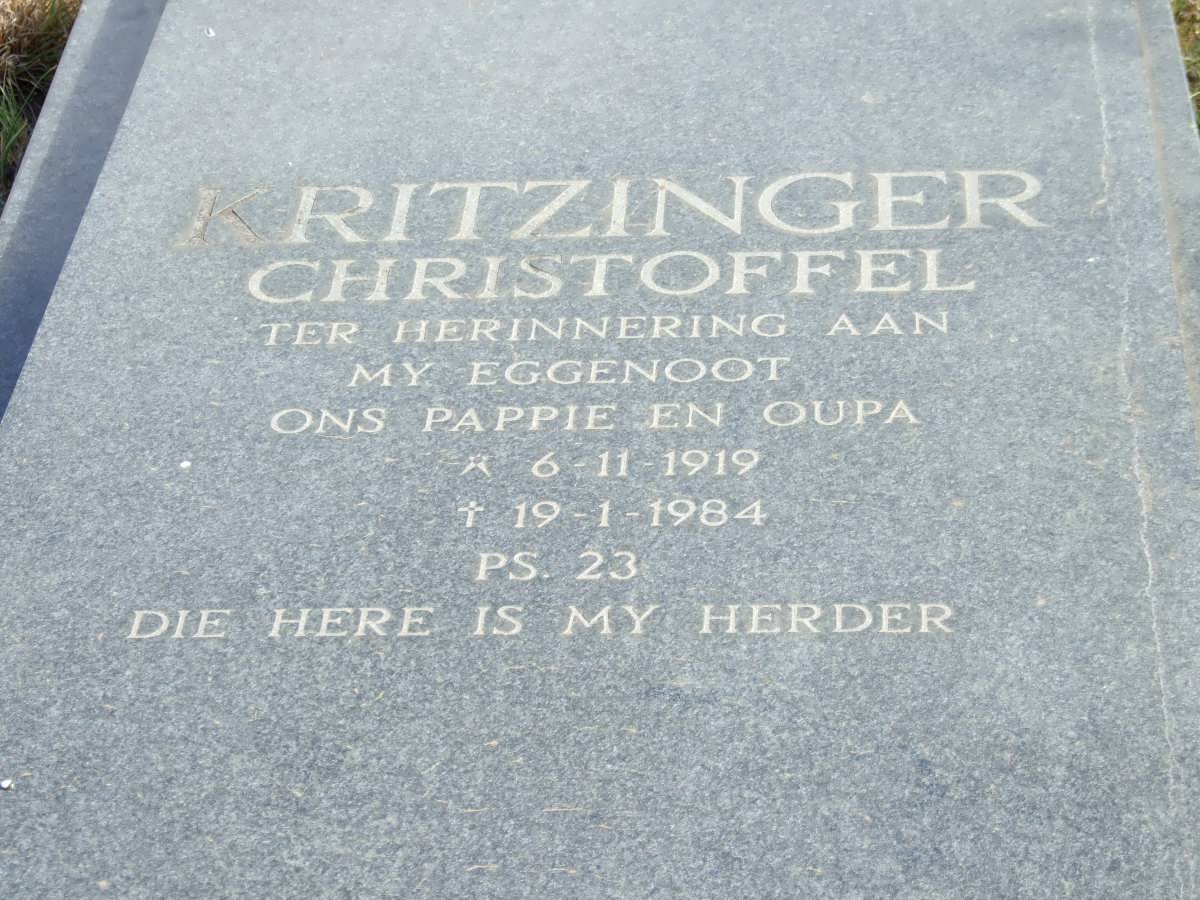 KRITZINGER
CHRISTOFFEL
TER HERINNERING AAN
MY EGGENOOT
ONS PAPPIE EN OUPA
* 6-11-1919
† 19-1-1984
PS. 23
DIE HERE IS MY HERDER